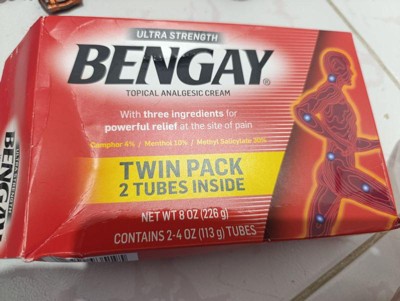 ULTRA STRENGTH
BENGAY®
TOPICAL ANALGESIC CREAM
With three ingredients for
powerful relief at the site of pain
Camphor 4% / Menthol 10% / Methyl Salicylate 30%
TWIN PACK
2 TUBES INSIDE
NET WT 8 OZ (226 g)
CONTAINS 2-4 OZ (113 g) TUBES
BENGAY